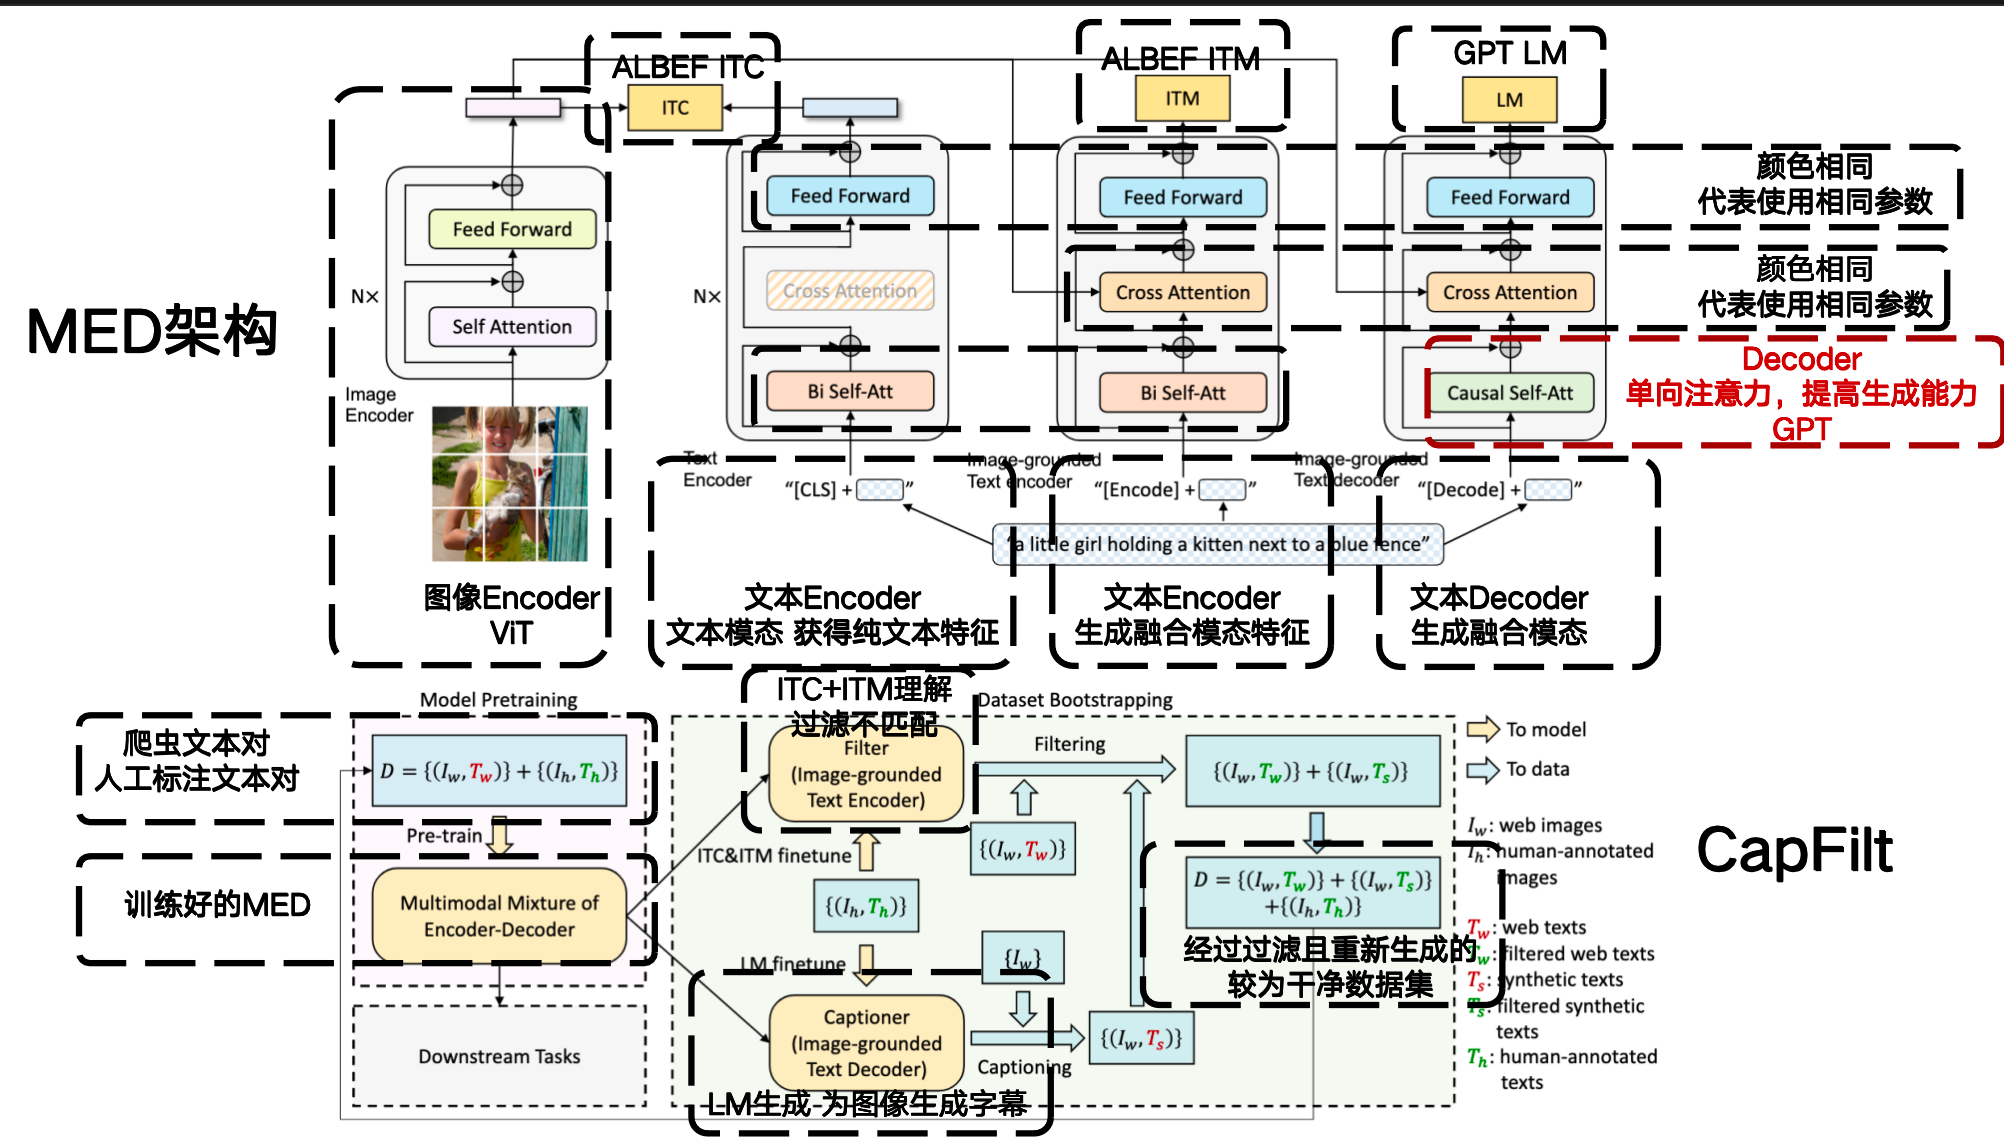 ALBEF ITC
ALBEF ITM
GPT LM
ITC
ITM
LM
颜色相同
代表使用相同参数
Feed Forward
Feed Forward
Feed Forward
Feed Forward
颜色相同
代表使用相同参数
N×
N×
Cross Attention
Cross Attention
Cross Attention
MED架构
Self Attention
Decoder
单向注意力，提高生成能力
GPT
Bi Self-Att
Bi Self-Att
Causal Self-Att
Image
Encoder
Text
Encoder
Image-grounded
Text encoder
Image-grounded
Text decoder
“[CLS] + ”
“[Encode] + ”
“[Decode] + ”
“a little girl holding a kitten next to a blue fence”
图像Encoder
ViT
文本Encoder
文本模态 获得纯文本特征
文本Encoder
生成融合模态特征
文本Decoder
生成融合模态
Model Pretraining
ITC+ITM理解
过滤不匹配
Dataset Bootstrapping
爬虫文本对
人工标注文本对
D = {(I_w, T_w)} + {(I_h, T_h)}
Filter
(Image-grounded
Text Encoder)
Filtering
{(I_w, T_w)} + {(I_w, T_s)}
To model
To data
Pre-train
ITC&ITM finetune
{(I_w, T_w)}
I_w: web images
I_h: human-annotated
images
CapFilt
训练好的MED
Multimodal Mixture of
Encoder-Decoder
{(I_h, T_h)}
D = {(I_w, T_w)} + {(I_w, T_s)}
+{(I_h, T_h)}
LM finetune
{I_w}
经过过滤且重新生成的
较为干净数据集
T_w: web texts
T_w: filtered web texts
T_s: synthetic texts
T_s: filtered synthetic
texts
T_h: human-annotated
texts
Captioner
(Image-grounded
Text Decoder)
Captioning
{(I_w, T_s)}
Downstream Tasks
LM生成 为图像生成字幕